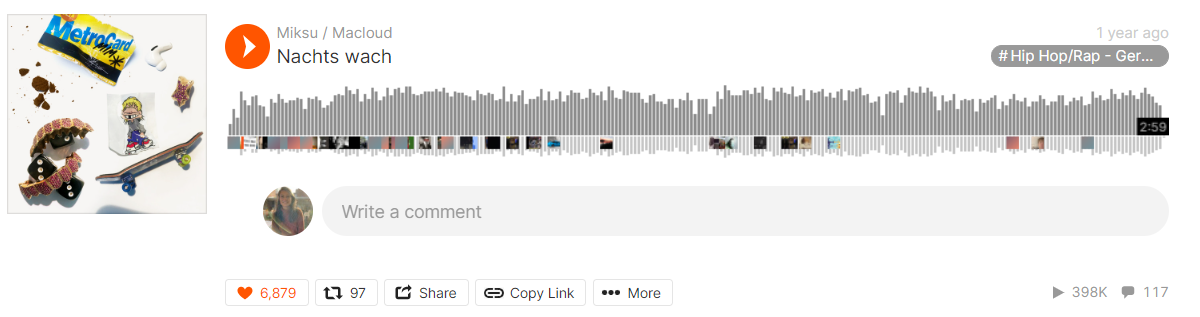 MetroCard
Miksu / Macloud
1 year ago
Nachts wach
#Hip Hop/Rap - Ger...
2:59
Write a comment
6,879
97
Share
Copy Link
More
398K
117